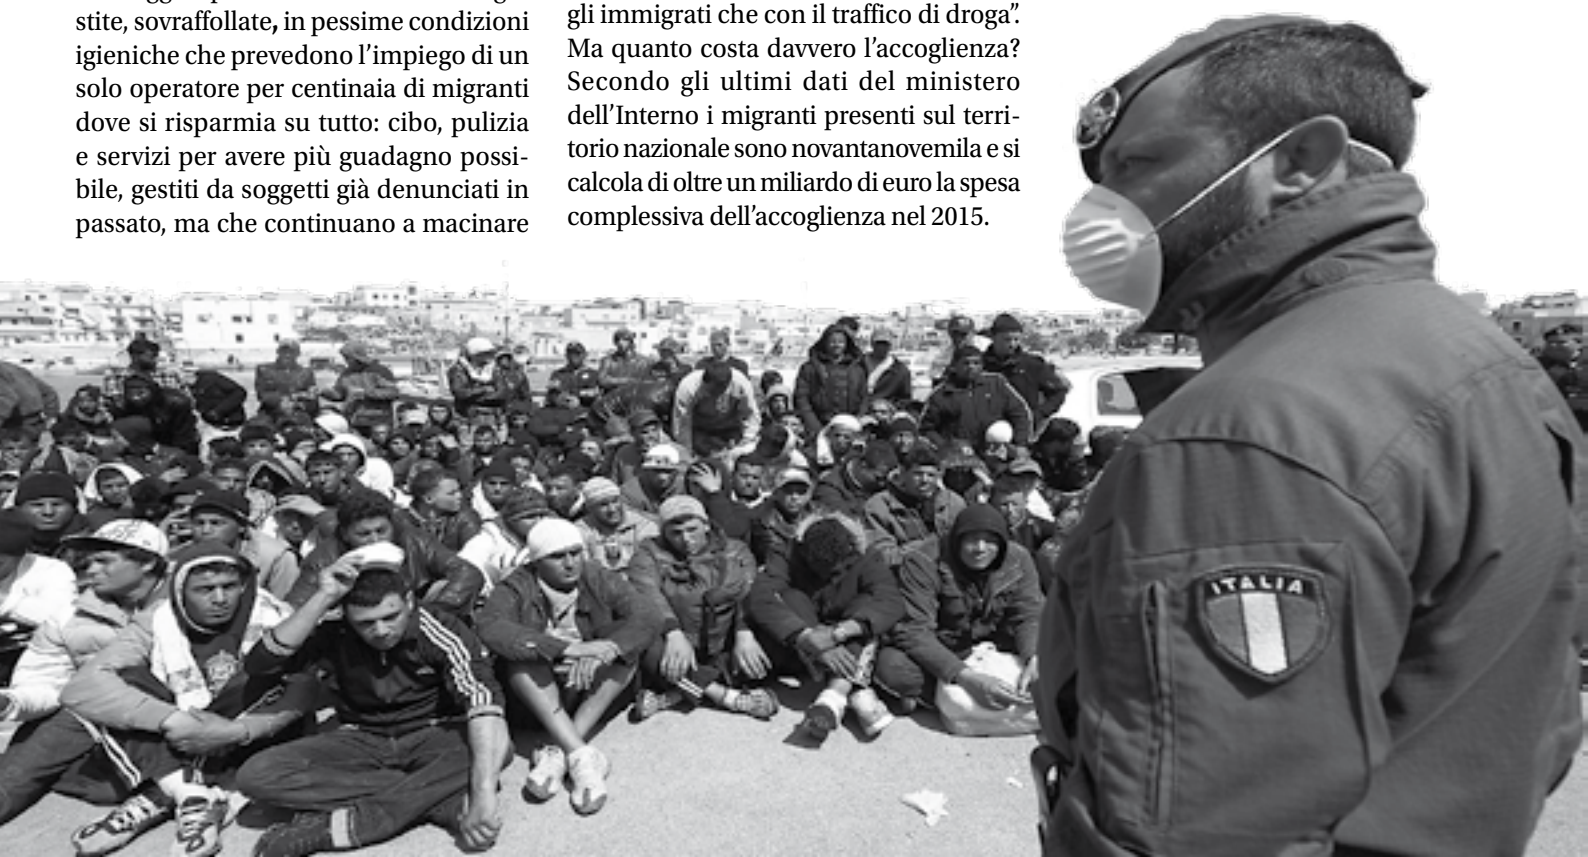 stite, sovraffollate, in pessime condizioni
igieniche che prevedono l’impiego di un
solo operatore per centinaia di migranti
dove si risparmia su tutto: cibo, pulizia
e servizi per avere più guadagno possi-
bile, gestiti da soggetti già denunciati in
passato, ma che continuano a macinare
gli immigrati che con il traffico di droga”.
Ma quanto costa davvero l’accoglienza?
Secondo gli ultimi dati del ministero
dell’Interno i migranti presenti sul terri-
torio nazionale sono novantanovemila e si
calcola di oltre un miliardo di euro la spesa
complessiva dell’accoglienza nel 2015.
ITALIA